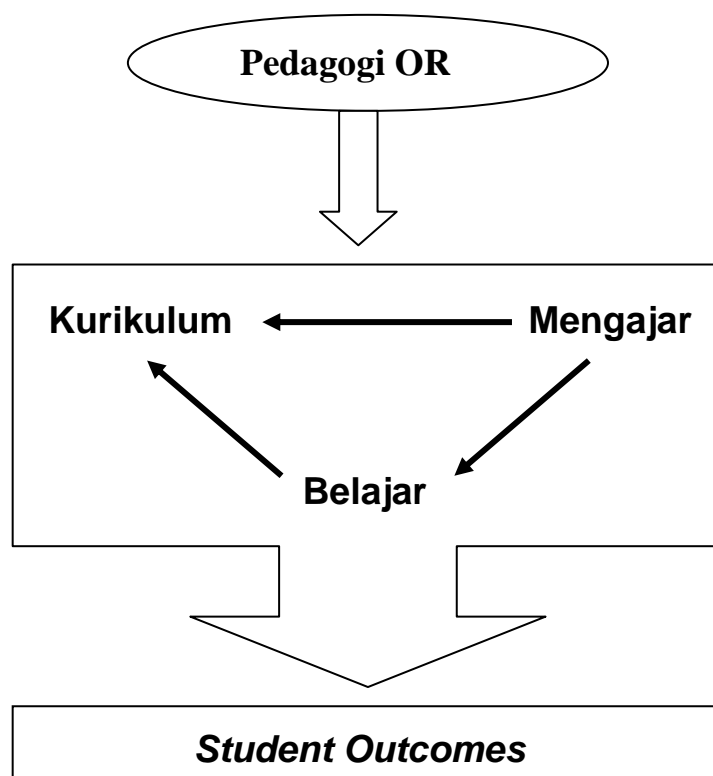 Pedagogi OR
Kurikulum
Mengajar
Belajar
Student Outcomes